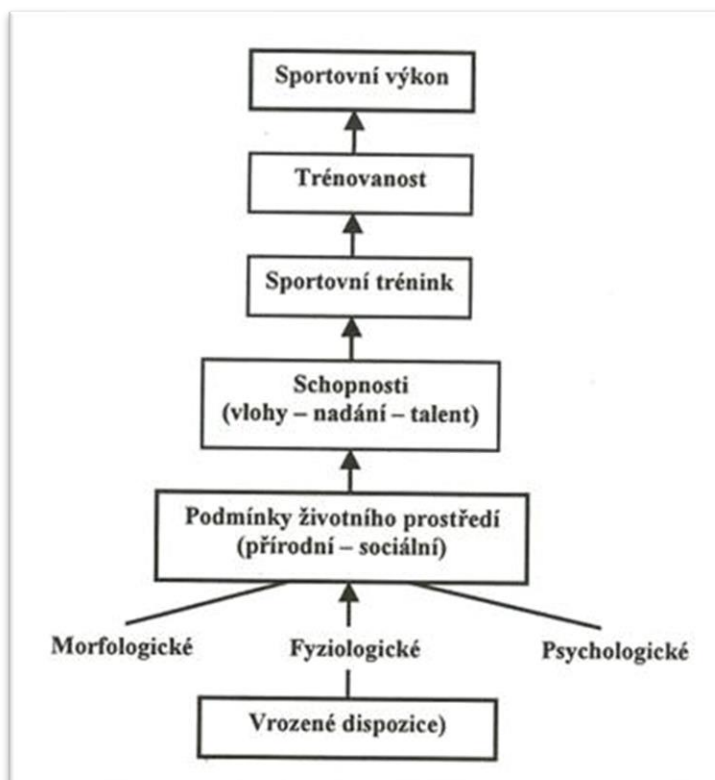 Sportovní výkon
Trénovanost
Sportovní trénink
Schopnosti
(vlohy – nadání – talent)
Podmínky životního prostředí
(přírodní – sociální)
Morfologické
Fyziologické
Psychologické
Vrozené dispozice)